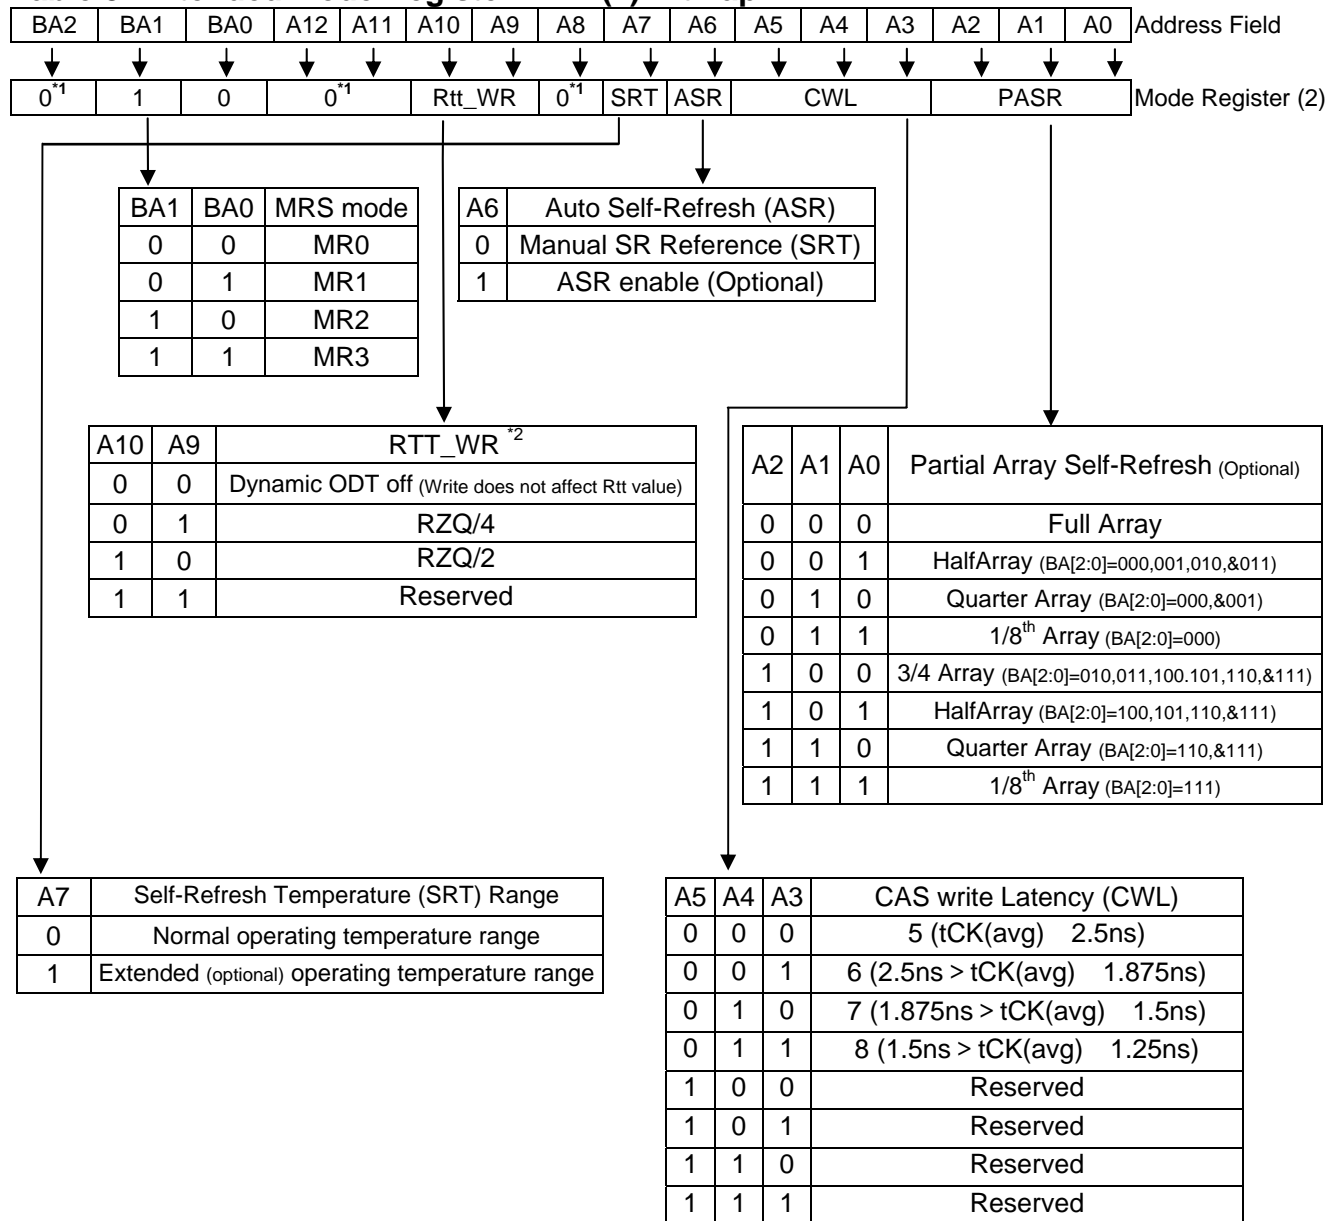 BA2 BA1 BA0 A12 A11 A10 A9 A8 A7 A6 A5 A4 A3 A2 A1 A0 Address Field
0*1 1 0 0*1 Rtt_WR 0*1 SRT ASR CWL PASR Mode Register (2)
BA1 BA0 MRS mode
0 0 MR0
0 1 MR1
1 0 MR2
1 1 MR3
A6 Auto Self-Refresh (ASR)
0 Manual SR Reference (SRT)
1 ASR enable (Optional)
A10 A9 RTT_WR *2
0 0 Dynamic ODT off (Write does not affect Rtt value)
0 1 RZQ/4
1 0 RZQ/2
1 1 Reserved
A2 A1 A0 Partial Array Self-Refresh (Optional)
0 0 0 Full Array
0 0 1 HalfArray (BA[2:0]=000,001,010,&011)
0 1 0 Quarter Array (BA[2:0]=000,&001)
0 1 1 1/8th Array (BA[2:0]=000)
1 0 0 3/4 Array (BA[2:0]=010,011,100.101,110,&111)
1 0 1 HalfArray (BA[2:0]=100,101,110,&111)
1 1 0 Quarter Array (BA[2:0]=110,&111)
1 1 1 1/8th Array (BA[2:0]=111)
A7 Self-Refresh Temperature (SRT) Range
0 Normal operating temperature range
1 Extended (optional) operating temperature range
A5 A4 A3 CAS write Latency (CWL)
0 0 0 5 (tCK(avg) 2.5ns)
0 0 1 6 (2.5ns > tCK(avg) 1.875ns)
0 1 0 7 (1.875ns > tCK(avg) 1.5ns)
0 1 1 8 (1.5ns > tCK(avg) 1.25ns)
1 0 0 Reserved
1 0 1 Reserved
1 1 0 Reserved
1 1 1 Reserved